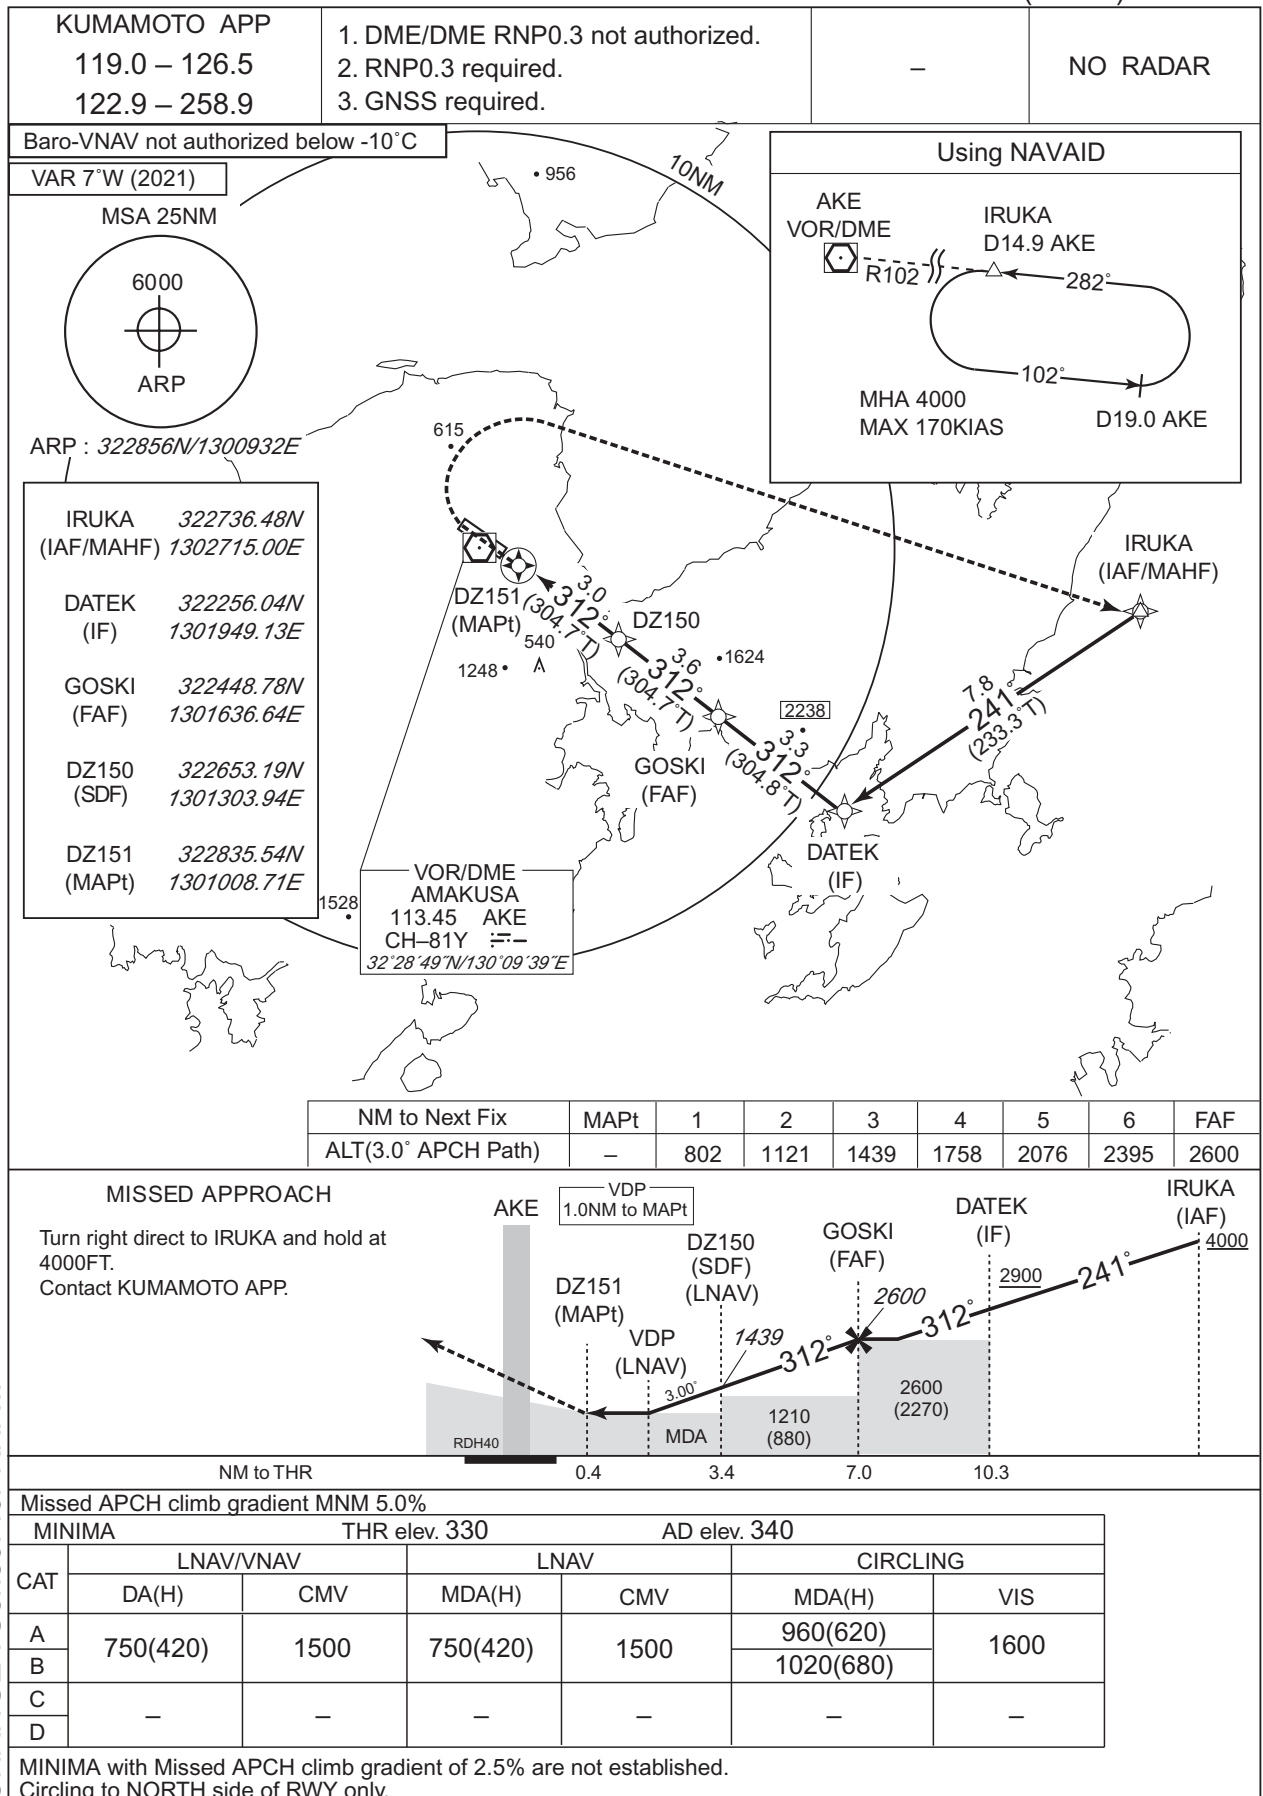 KUMAMOTO APP
119.0 – 126.5
122.9 – 258.9
1. DME/DME RNP0.3 not authorized.
2. RNP0.3 required.
3. GNSS required.
–
NO RADAR
Baro-VNAV not authorized below -10˚C
VAR 7˚W (2021)
MSA 25NM
6000
ARP
ARP : 322856N/1300932E
956
10NM
Using NAVAID
AKE
VOR/DME
IRUKA
D14.9 AKE
R102
282˚
102˚
MHA 4000
MAX 170KIAS
D19.0 AKE
IRUKA 322736.48N
(IAF/MAHF) 1302715.00E
DATEK 322256.04N
(IF) 1301949.13E
GOSKI 322448.78N
(FAF) 1301636.64E
DZ150 322653.19N
(SDF) 1301303.94E
DZ151 322835.54N
(MAPt) 1301008.71E
615
IRUKA
(IAF/MAHF)
DZ151
(MAPt)
3.0
312˚
(304.7˚T)
DZ150
540
1248
1624
3.6
312˚
(304.7˚T)
2238
GOSKI
(FAF)
3.3
312˚
(304.8˚T)
7.8
241˚
(233.3˚T)
DATEK
(IF)
1528
VOR/DME
AMAKUSA
113.45 AKE
CH–81Y
32˚28´49˝N/130˚09´39˝E
NM to Next Fix MAPt 1 2 3 4 5 6 FAF
ALT(3.0˚ APCH Path) – 802 1121 1439 1758 2076 2395 2600
MISSED APPROACH
Turn right direct to IRUKA and hold at
4000FT.
Contact KUMAMOTO APP.
AKE
VDP
1.0NM to MAPt
DZ151
(MAPt)
VDP
(LNAV)
DZ150
(SDF)
(LNAV)
GOSKI
(FAF)
DATEK
(IF)
IRUKA
(IAF)
4000
2900
241˚
2600
312˚
1439
312˚
3.00˚
2600
(2270)
1210
(880)
MDA
RDH40
NM to THR 0.4 3.4 7.0 10.3
Missed APCH climb gradient MNM 5.0%
MINIMA THR elev. 330 AD elev. 340
CAT LNAV/VNAV LNAV CIRCLING
DA(H) CMV MDA(H) CMV MDA(H) VIS
A 750(420) 1500 750(420) 1500 960(620) 1600
B 1020(680)
C – – – – – –
D
MINIMA with Missed APCH climb gradient of 2.5% are not established.
Circling to NORTH side of RWY only.